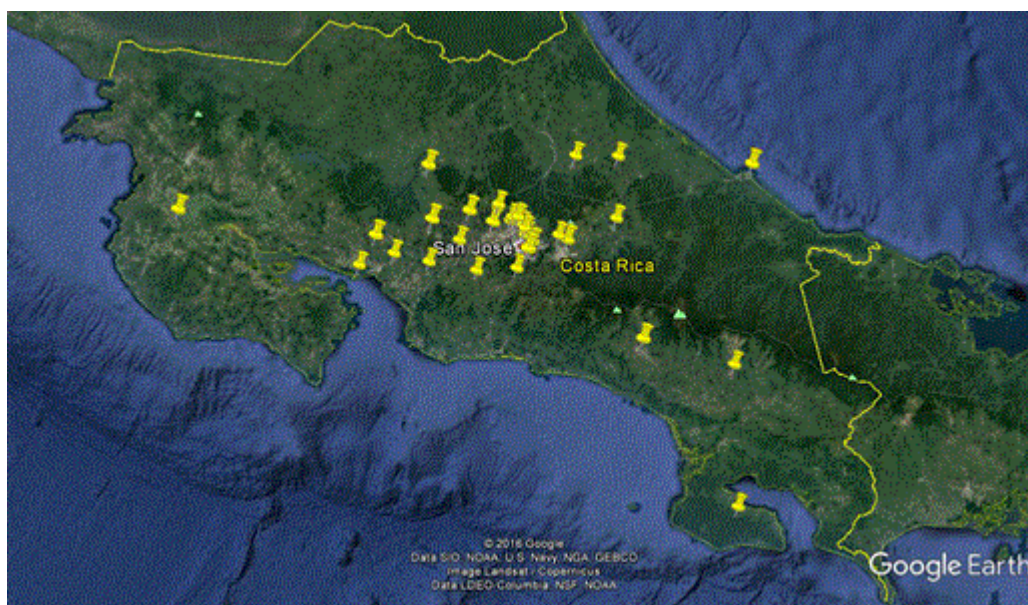 San Jose
Costa Rica
© 2016 Google
Data SIO, NOAA, U.S. Navy, NGA, GEBCO
Image Landsat / Copernicus
Data LDEO-Columbia, NSF, NOAA
Google Earth